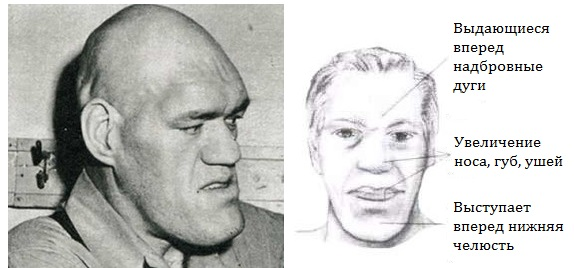 Выдающиеся
вперед
надбровные
дуги
Увеличение
носа, губ, ушей
Выступает
вперед нижняя
челюсть